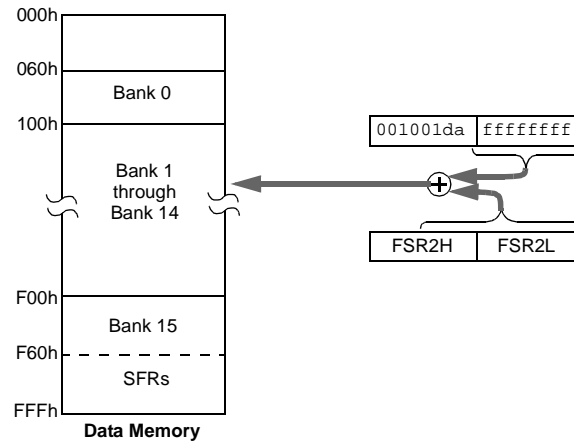 000h
060h
Bank 0
100h
001001da ffffffff
Bank 1
through
Bank 14
FSR2H FSR2L
F00h
Bank 15
F60h
SFRs
FFFh
Data Memory